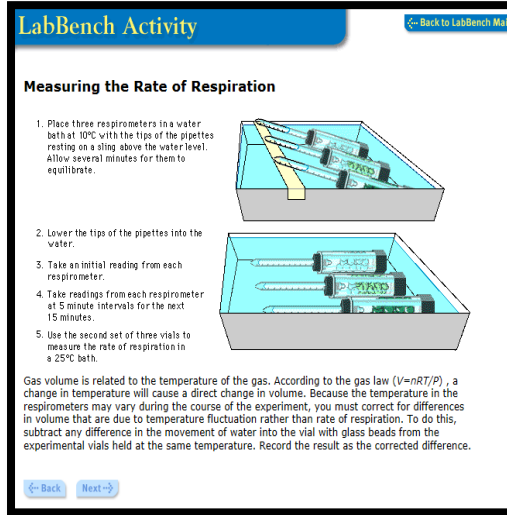 LabBench Activity
Back to LabBench Mai
Measuring the Rate of Respiration
1. Place three respirometers in a water
bath at 10°C with the tips of the pipettes
resting on a sling above the water level.
Allow several minutes for them to
equilibrate.
2. Lower the tips of the pipettes into the
water.
3. Take an initial reading from each
respirometer.
4. Take readings from each respirometer
at 5 minute intervals for the next
15 minutes.
5. Use the second set of three vials to
measure the rate of respiration in
a 25°C bath.
Gas volume is related to the temperature of the gas. According to the gas law (V=nRT/P) , a
change in temperature will cause a direct change in volume. Because the temperature in the
respirometers may vary during the course of the experiment, you must correct for differences
in volume that are due to temperature fluctuation rather than rate of respiration. To do this,
subtract any difference in the movement of water into the vial with glass beads from the
experimental vials held at the same temperature. Record the result as the corrected difference.
Back Next